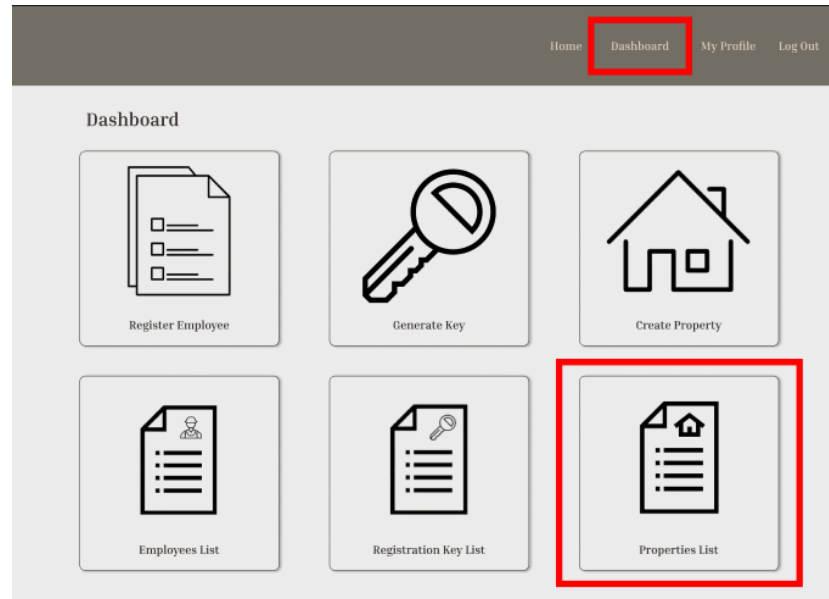 Home Dashboard My Profile Log Out
Dashboard
Register Employee Generate Key Create Property
Employees List Registration Key List Properties List